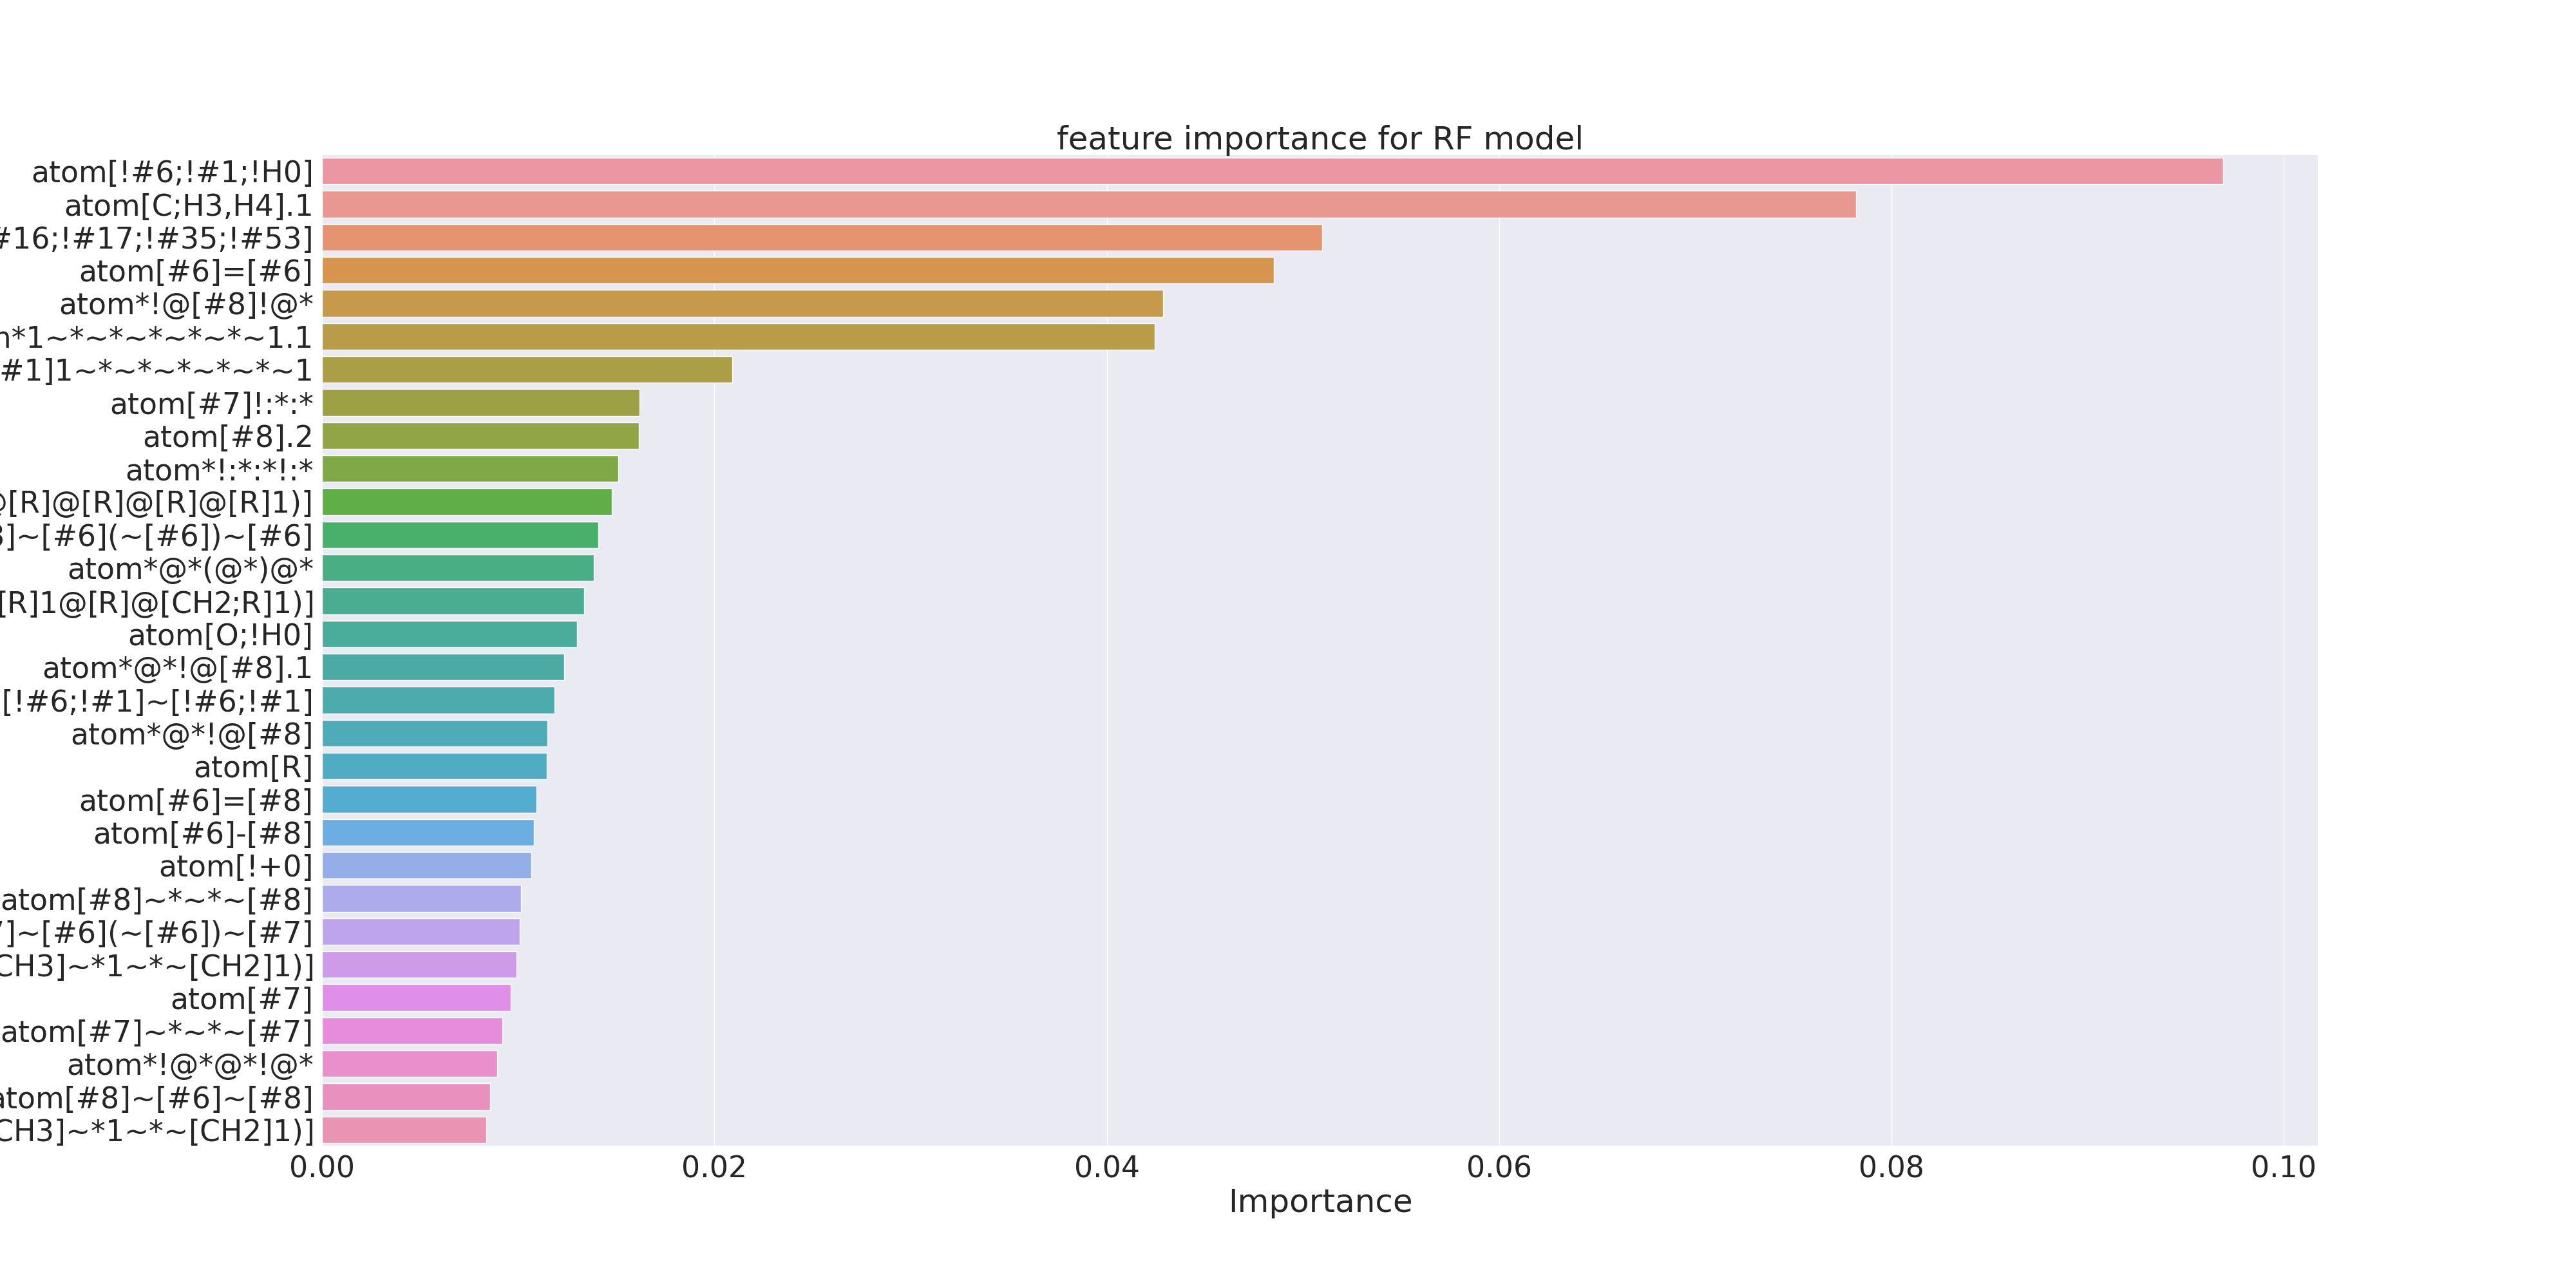 feature importance for RF model
atom[!#6;!#1;!H0]
atom[C;H3,H4].1
#16;!#17;!#35;!#53]
atom[#6]=[#6]
atom*!@[#8]!@*
*1~*~*~*~*~*~*~1.1
#1]1~*~*~*~*~*~*~1
atom[#7]!:*:*
atom[#8].2
atom*!:*:*!:*
@[R]@[R]@[R]@[R]1)]
]~[#6](~[#6])~[#6]
atom*@*(@*)@*
[R]1@[R]@[CH2;R]1)]
atom[O;!H0]
atom*@*!@[#8].1
[!#6;!#1]~[!#6;!#1]
atom*@*!@[#8]
atom[R]
atom[#6]=[#8]
atom[#6]-[#8]
atom[!+0]
atom[#8]~*~*~[#8]
]~[#6](~[#6])~[#7]
CH3]~*1~*~[CH2]1)]
atom[#7]
atom[#7]~*~*~[#7]
atom*!@*@*!@*
atom[#8]~[#6]~[#8]
CH3]~*1~*~[CH2]1)]
0.00 0.02 0.04 0.06 0.08 0.10
Importance